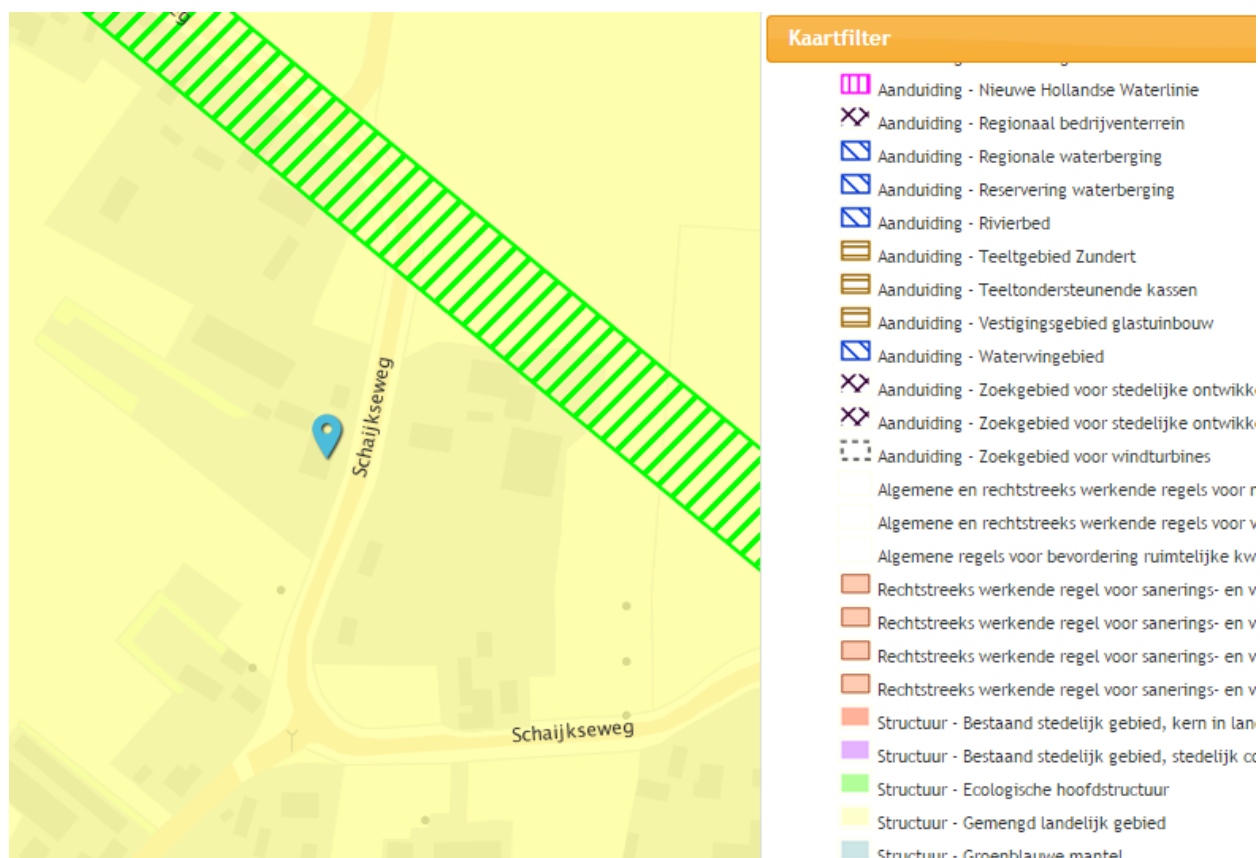 Schaijkseweg
Schaijkseweg
Kaartfilter
Aanduiding - Nieuwe Hollandse Waterlinie
Aanduiding - Regionaal bedrijventerrein
Aanduiding - Regionale waterberging
Aanduiding - Reservering waterberging
Aanduiding - Rivierbed
Aanduiding - Teeltgebied Zundert
Aanduiding - Teeltondersteunende kassen
Aanduiding - Vestigingsgebied glastuinbouw
Aanduiding - Waterwingebied
Aanduiding - Zoekgebied voor stedelijke ontwikk
Aanduiding - Zoekgebied voor stedelijke ontwikk
Aanduiding - Zoekgebied voor windturbines
Algemene en rechtstreeks werkende regels voor
Algemene en rechtstreeks werkende regels voor v
Algemene regels voor bevordering ruimtelijke kw
Rechtstreeks werkende regel voor sanerings- en v
Rechtstreeks werkende regel voor sanerings- en v
Rechtstreeks werkende regel voor sanerings- en v
Rechtstreeks werkende regel voor sanerings- en v
Structuur - Bestaand stedelijk gebied, kern in lan
Structuur - Bestaand stedelijk gebied, stedelijk co
Structuur - Ecologische hoofdstructuur
Structuur - Gemengd landelijk gebied
Structuur - Groenblauwe mantel